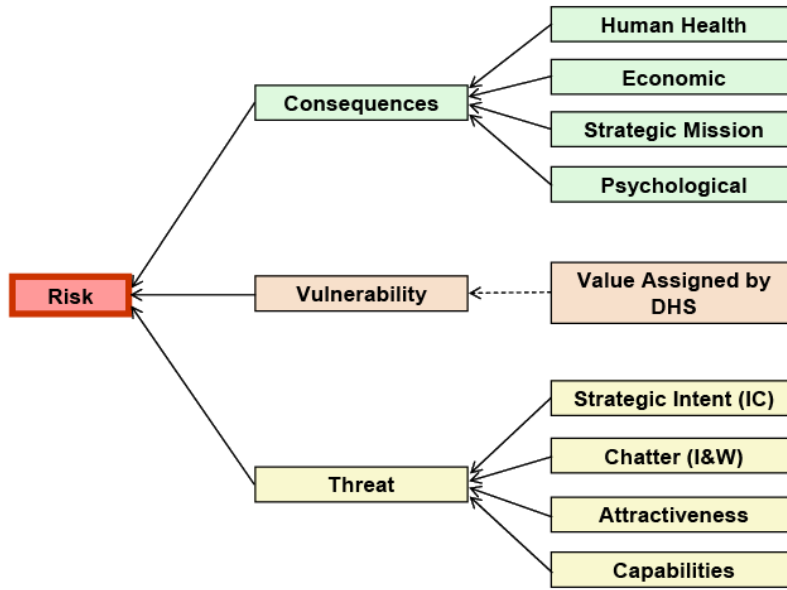 Human Health
Economic
Consequences
Strategic Mission
Psychological
Risk
Vulnerability
Value Assigned by
DHS
Strategic Intent (IC)
Chatter (I&W)
Threat
Attractiveness
Capabilities